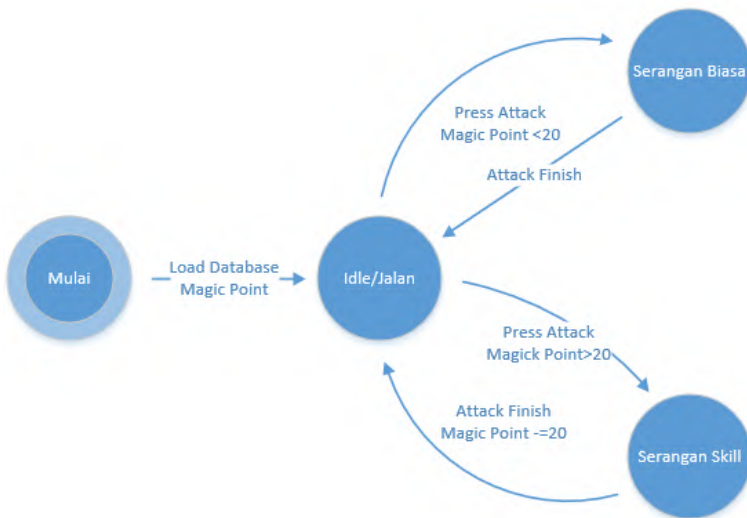 Serangan Biasa
Press Attack
Magic Point <20
Attack Finish
Mulai
Load Database
Magic Point
Idle/Jalan
Press Attack
Magick Point>20
Attack Finish
Magic Point -=20
Serangan Skill